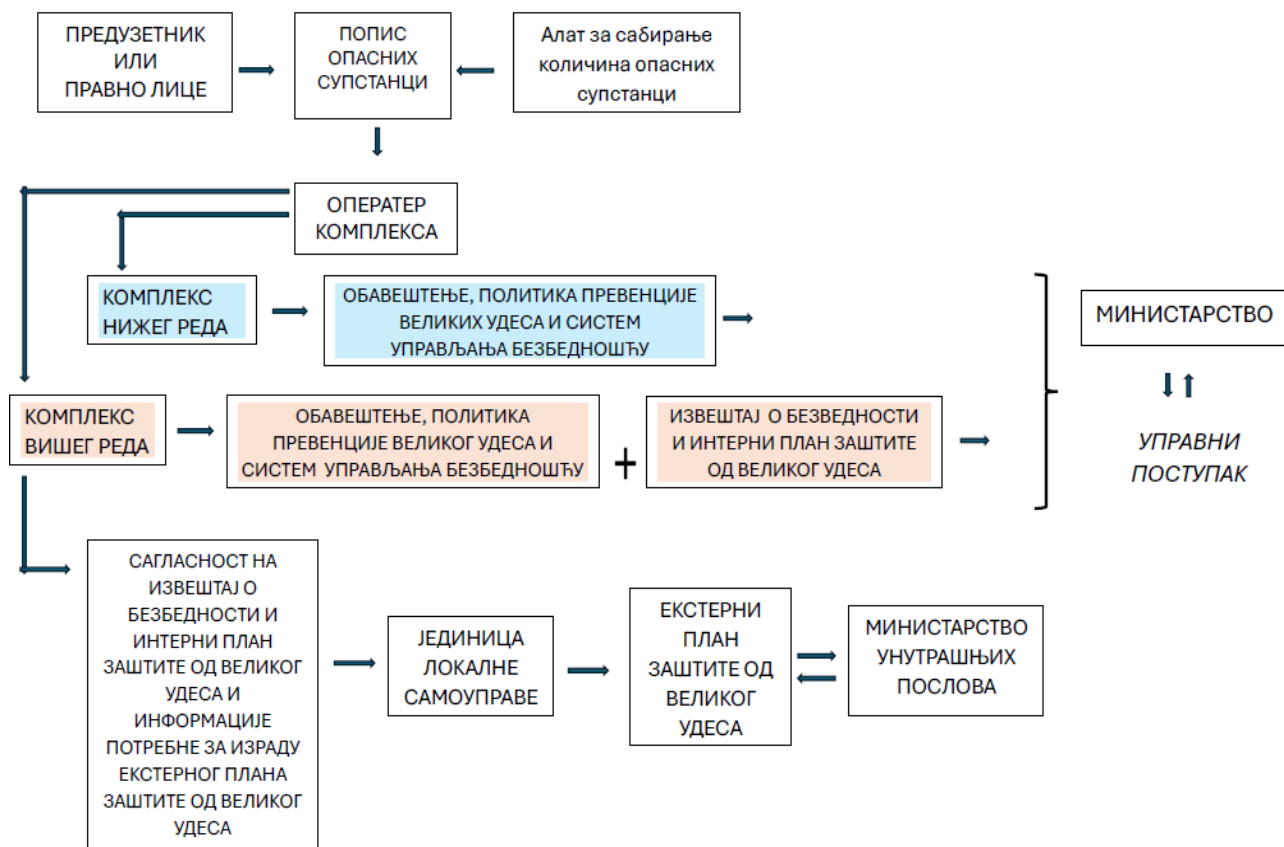 ПРЕДУЗЕТНИК
ИЛИ
ПРАВНО ЛИЦЕ
ПОПИС
ОПАСНИХ
СУПСТАНЦИ
Алат за сабирање
количина опасних
супстанци
ОПЕРАТЕР
КОМПЛЕКСА
КОМПЛЕКС
НИЖЕГ РЕДА
ОБАВЕШТЕЊЕ, ПОЛИТИКА ПРЕВЕНЦИЈЕ
ВЕЛИКИХ УДЕСА И СИСТЕМ
УПРАВЉАЊА БЕЗБЕДНОШЋУ
МИНИСТАРСТВО
УПРАВНИ
ПОСТУПАК
КОМПЛЕКС
ВИШЕГ РЕДА
ОБАВЕШТЕЊЕ, ПОЛИТИКА
ПРЕВЕНЦИЈЕ ВЕЛИКОГ УДЕСА И
СИСТЕМ УПРАВЉАЊА БЕЗБЕДНОШЋУ
+
ИЗВЕШТАЈ О БЕЗВЕДНОСТИ
И ИНТЕРНИ ПЛАН ЗАШТИТЕ
ОД ВЕЛИКОГ УДЕСА
САГЛАСНОСТ НА
ИЗВЕШТАЈ О
БЕЗБЕДНОСТИ И
ИНТЕРНИ ПЛАН
ЗАШТИТЕ ОД ВЕЛИКОГ
УДЕСА И
ИНФОРМАЦИЈЕ
ПОТРЕБНЕ ЗА ИЗРАДУ
ЕКСТЕРНОГ ПЛАНА
ЗАШТИТЕ ОД ВЕЛИКОГ
УДЕСА
ЈЕДИНИЦА
ЛОКАЛНЕ
САМОУПРАВЕ
ЕКСТЕРНИ
ПЛАН
ЗАШТИТЕ ОД
ВЕЛИКОГ
УДЕСА
МИНИСТАРСТВО
УНУТРАШЊИХ
ПОСЛОВА